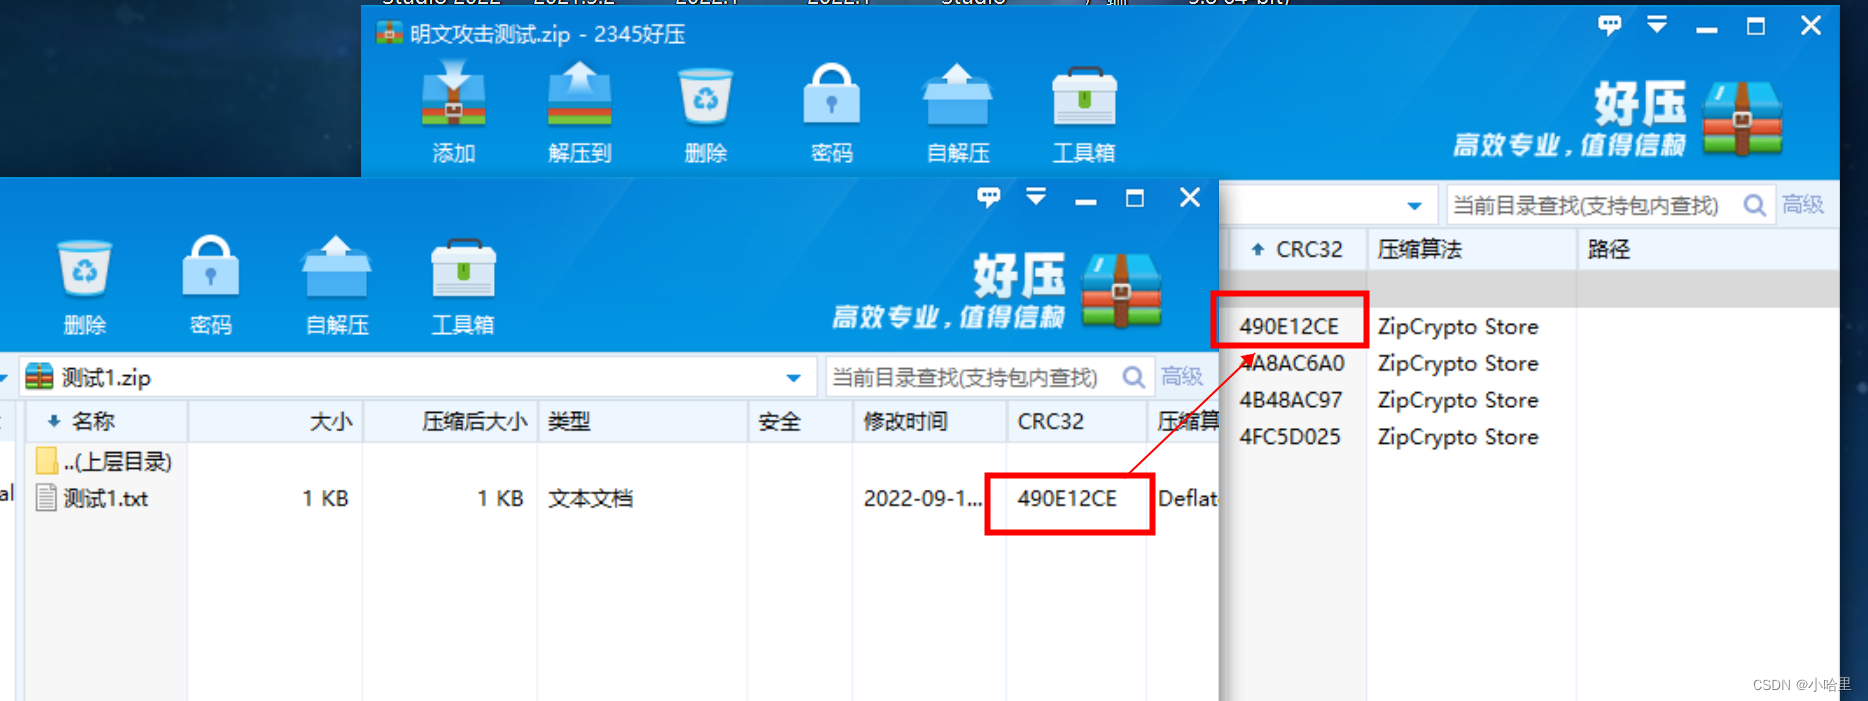 明文攻击测试.zip - 2345好压
添加 解压到 删除 密码 自解压 工具箱
好压
高效专业,值得信赖
当前目录查找(支持包内查找) 高级
CRC32 压缩算法 路径
490E12CE ZipCrypto Store
4A8AC6A0 ZipCrypto Store
4B48AC97 ZipCrypto Store
4FC5D025 ZipCrypto Store
删除 密码 自解压 工具箱
好压
高效专业,值得信赖
测试1.zip 当前目录查找(支持包内查找) 高级
名称 大小 压缩后大小 类型 安全 修改时间 CRC32 压缩算
..(上层目录)
测试1.txt 1 KB 1 KB 文本文档 2022-09-1... 490E12CE Deflat
CSDN @小哈里